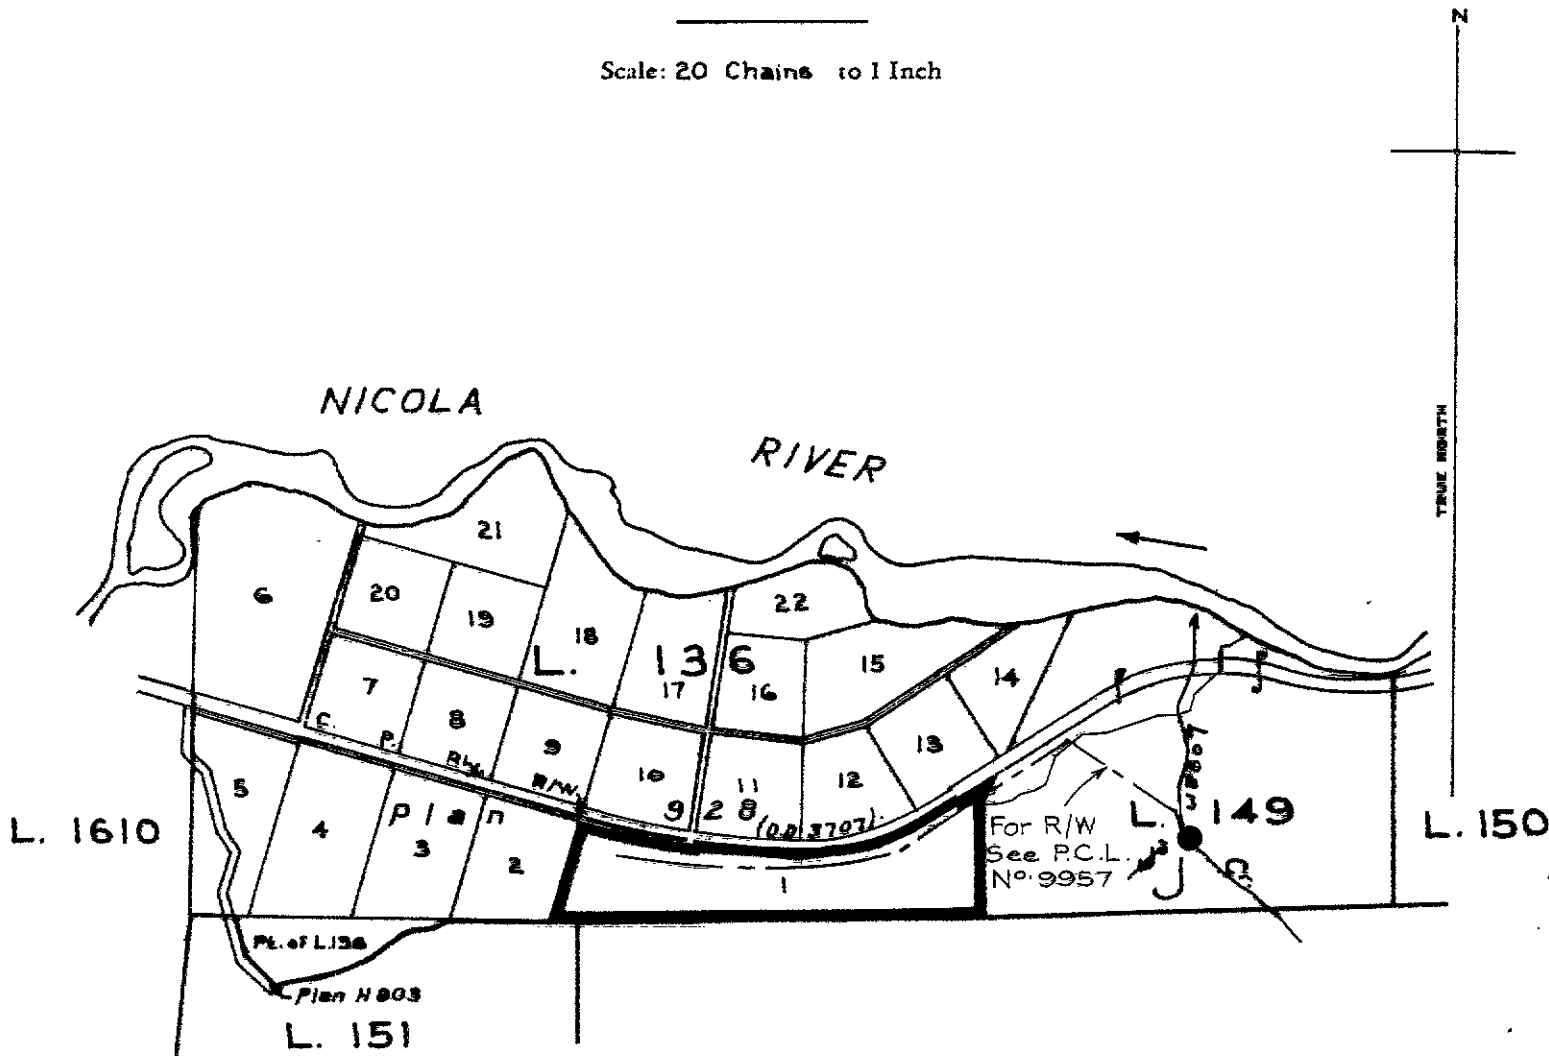 N
Scale: 20 Chains to 1 Inch
TRUE NORTH
NICOLA
RIVER
21
6
20
19
18
22
L. 136
17
16
15
14
7
8
9
10
11
12
13
C. P. Rly. R/W.
5
4
3
2
1
Plan 928
(D.D. 3707)
L. 1610
For R/W
See P.C.L.
No. 9957
L. 149
L. 150
Pt. of L.136
Plan H 803
L. 151